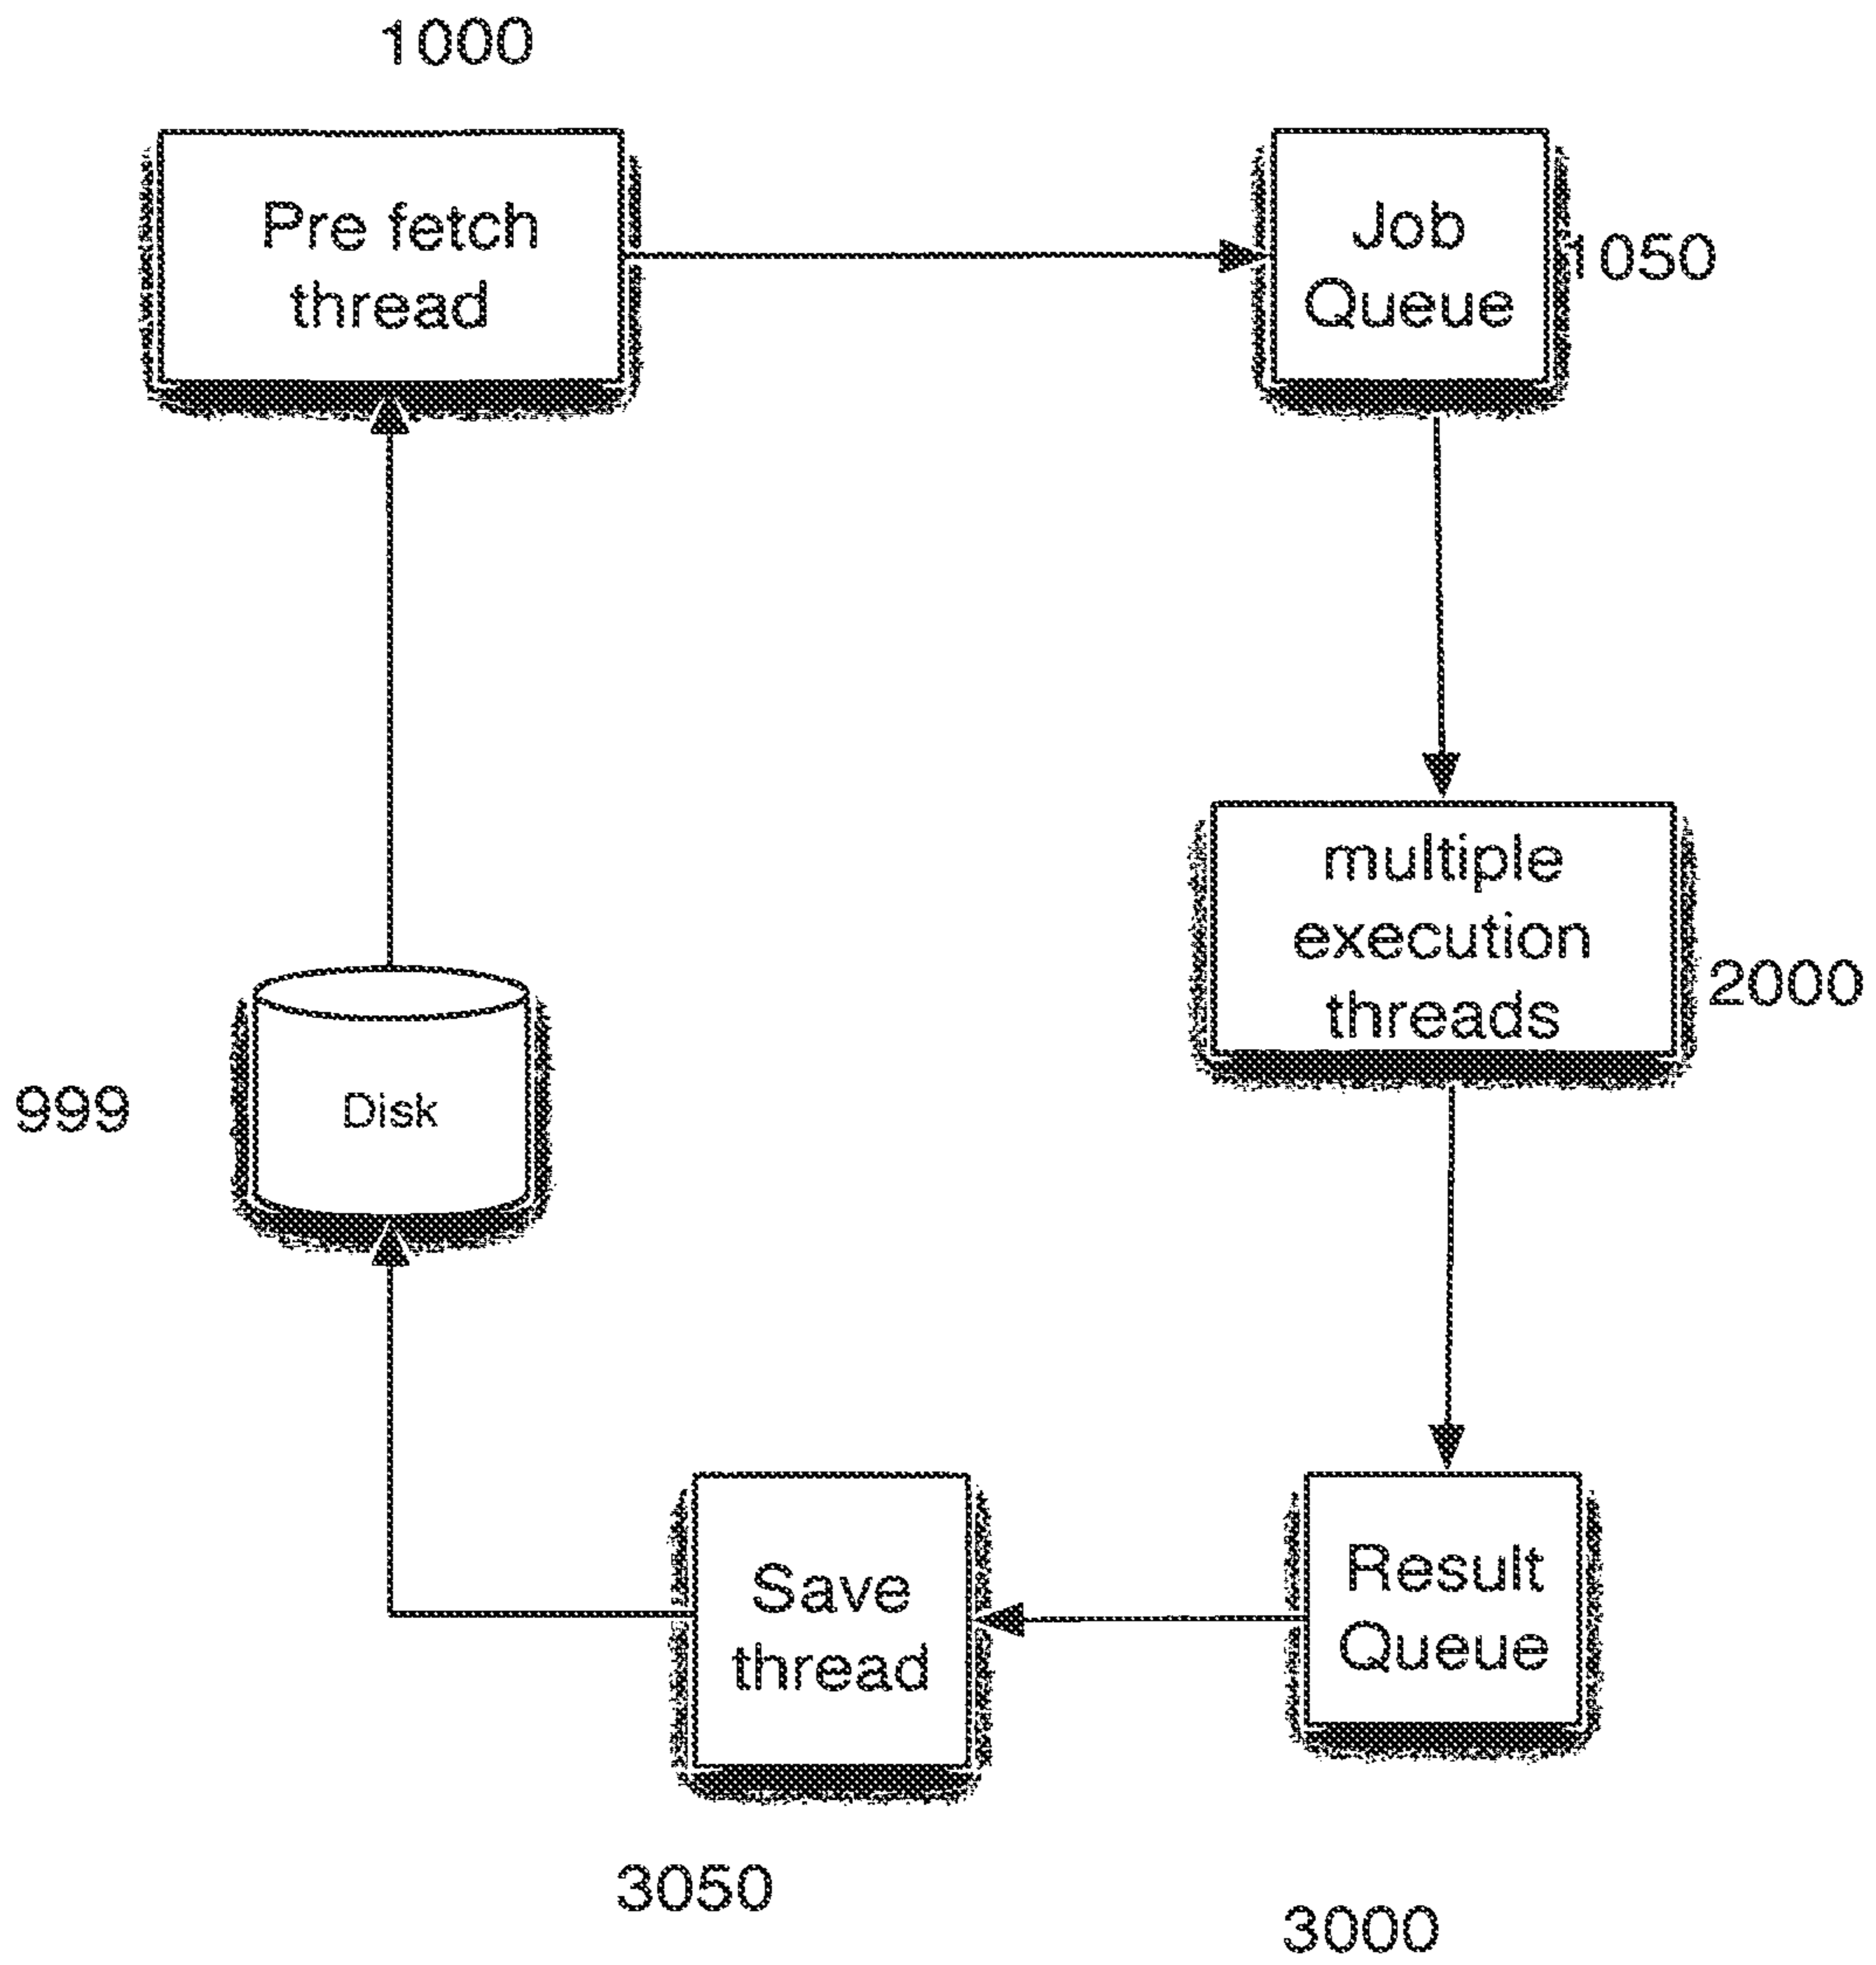 1000
Pre fetch
thread
Job
Queue
1050
multiple
execution
threads
2000
999
Disk
Save
thread
Result
Queue
3050
3000